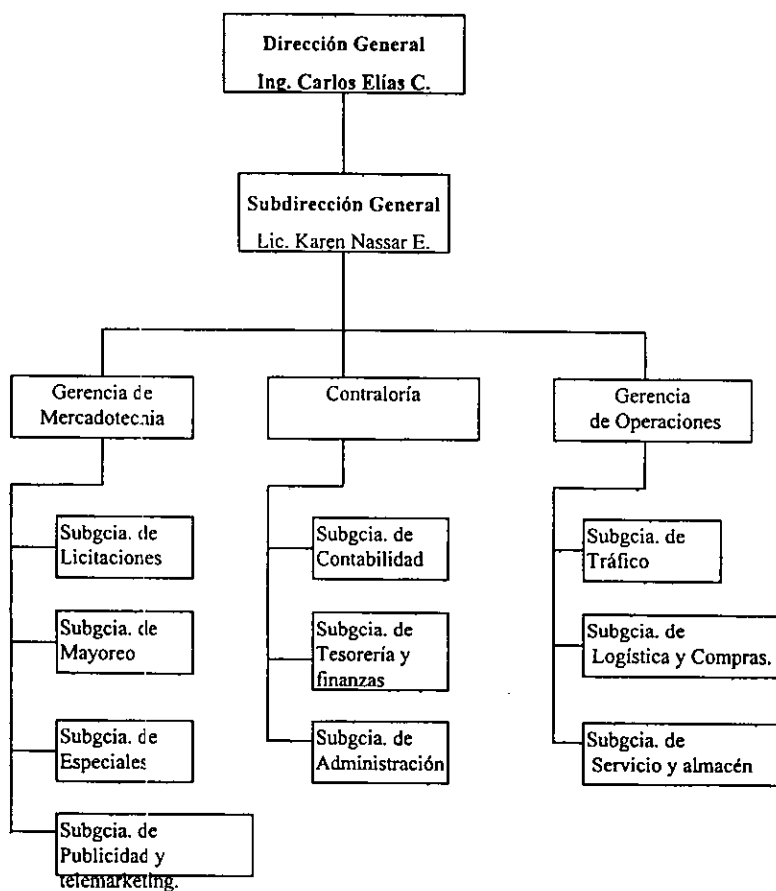 Dirección General
Ing. Carlos Elías C.
Subdirección General
Lic. Karen Nassar E.
Gerencia de
Mercadotecnia
Contraloría
Gerencia
de Operaciones
Subgcia. de
Licitaciones
Subgcia. de
Mayoreo
Subgcia. de
Especiales
Subgcia. de
Publicidad y
telemarketing.
Subgcia. de
Contabilidad
Subgcia. de
Tesorería y
finanzas
Subgcia. de
Administración
Subgcia. de
Tráfico
Subgcia. de
Logística y Compras.
Subgcia. de
Servicio y almacén